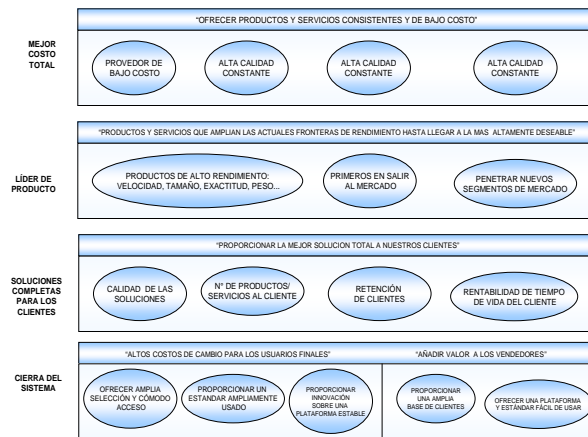 "OFRECER PRODUCTOS Y SERVICIOS CONSISTENTES Y DE BAJO COSTO"
MEJOR
COSTO
TOTAL
PROVEDOR DE
BAJO COSTO
ALTA CALIDAD
CONSTANTE
ALTA CALIDAD
CONSTANTE
ALTA CALIDAD
CONSTANTE
"PRODUCTOS Y SERVICIOS QUE AMPLIAN LAS ACTUALES FRONTERAS DE RENDIMIENTO HASTA LLEGAR A LA MAS ALTAMENTE DESEABLE"
LÍDER DE
PRODUCTO
PRODUCTOS DE ALTO RENDIMIENTO:
VELOCIDAD, TAMAÑO, EXACTITUD, PESO...
PRIMEROS EN SALIR
AL MERCADO
PENETRAR NUEVOS
SEGMENTOS DE MERCADO
"PROPORCIONAR LA MEJOR SOLUCION TOTAL A NUESTROS CLIENTES"
SOLUCIONES
COMPLETAS
PARA LOS
CLIENTES
CALIDAD DE LAS
SOLUCIONES
N° DE PRODUCTOS/
SERVICIOS AL CLIENTE
RETENCIÓN
DE CLIENTES
RENTABILIDAD DE TIEMPO
DE VIDA DEL CLIENTE
"ALTOS COSTOS DE CAMBIO PARA LOS USUARIOS FINALES"
"AÑADIR VALOR A LOS VENDEDORES"
CIERRA DEL
SISTEMA
OFRECER AMPLIA
SELECCIÓN Y CÓMODO
ACCESO
PROPORCIONAR UN
ESTANDAR AMPLIAMENTE
USADO
PROPORCIONAR
INNOVACIÓN
SOBRE UNA
PLATAFORMA ESTABLE
PROPORCIONAR
UNA AMPLIA
BASE DE CLIENTES
OFRECER UNA PLATAFORMA
Y ESTÁNDAR FÁCIL DE USAR